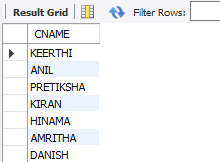 Result Grid Filter Rows:
CNAME
KEERTHI
ANIL
PRETIKSHA
KIRAN
HINAMA
AMRITHA
DANISH